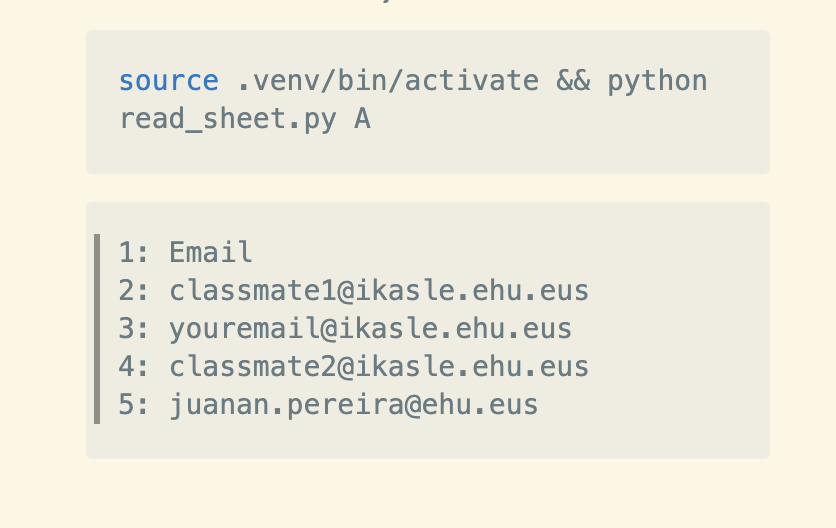 source .venv/bin/activate && python
read_sheet.py A
1: Email
2: classmate1@ikasle.ehu.eus
3: youremail@ikasle.ehu.eus
4: classmate2@ikasle.ehu.eus
5: juanan.pereira@ehu.eus